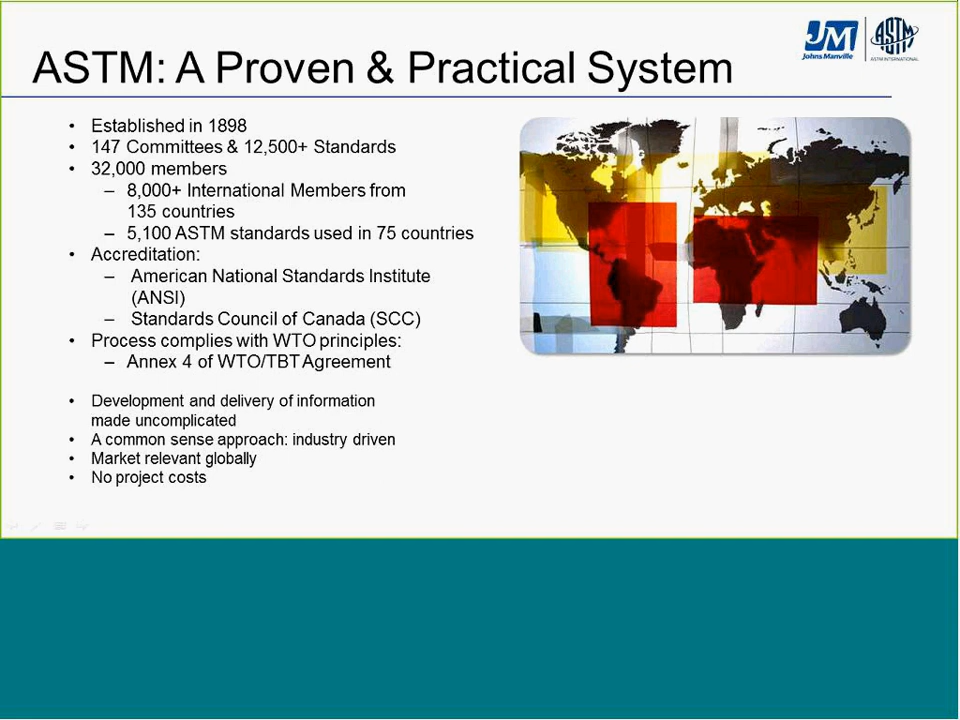 ASTM: A Proven & Practical System
JM
Johns Manville
ASTM
ASTM INTERNATIONAL
• Established in 1898
• 147 Committees & 12,500+ Standards
• 32,000 members
– 8,000+ International Members from
135 countries
– 5,100 ASTM standards used in 75 countries
• Accreditation:
– American National Standards Institute
(ANSI)
– Standards Council of Canada (SCC)
• Process complies with WTO principles:
– Annex 4 of WTO/TBT Agreement
• Development and delivery of information
made uncomplicated
• A common sense approach: industry driven
• Market relevant globally
• No project costs